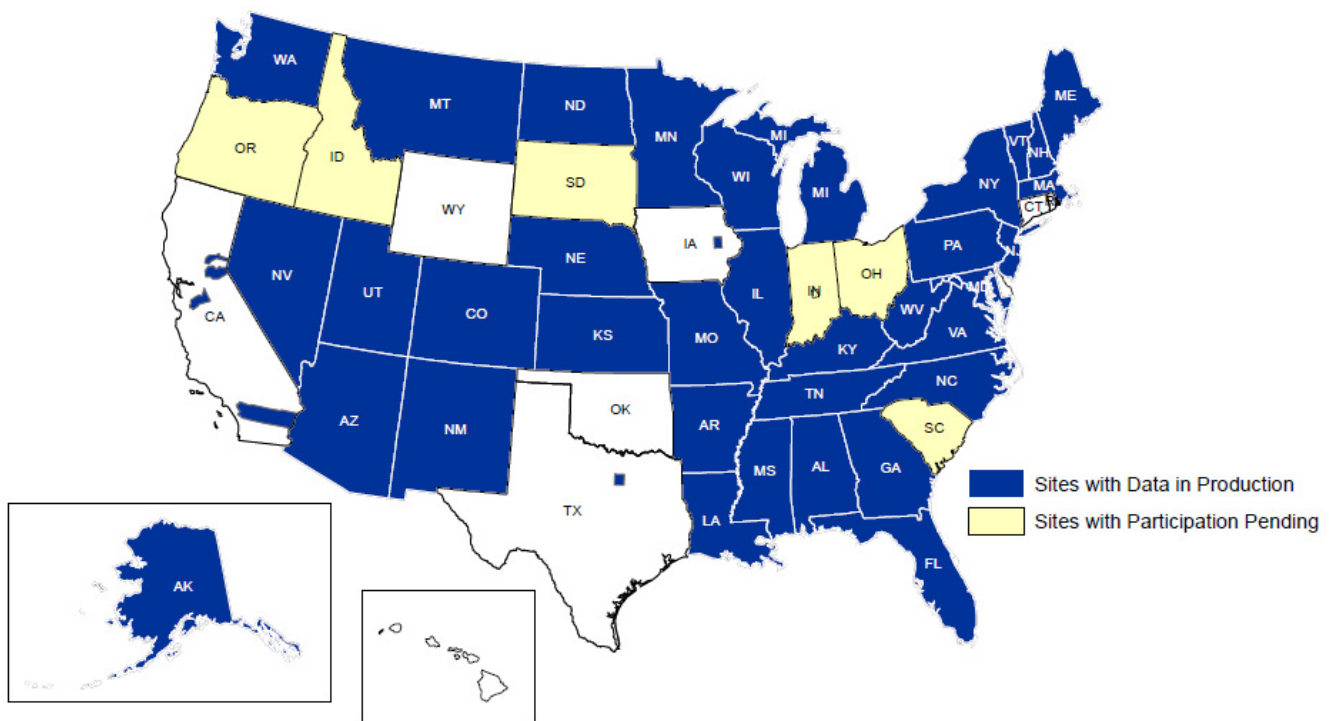 WA
MT
ND
MN
MI
ME
VT
NH
OR
ID
SD
WI
MI
NY
MA
WY
CT
IA
PA
NE
NJ
NV
UT
CO
IL
IN
OH
MD
WV
CA
KS
MO
KY
VA
AZ
NM
OK
TN
NC
AR
SC
TX
MS
AL
GA
LA
FL
AK
Sites with Data in Production
Sites with Participation Pending